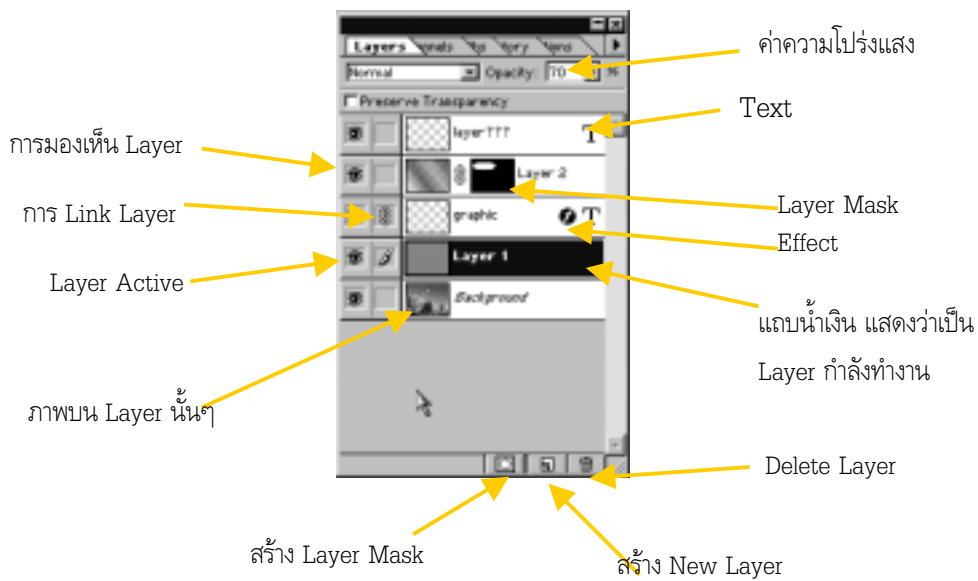 Layers
ค่าความโปร่งแสง
Normal Opacity: 70 %
Preserve Transparency
Text
layer???
T
การมองเห็น Layer
Layer 2
การ Link Layer
graphic T
Layer Mask
Effect
Layer 1
Layer Active
Background
แถบน้ำเงิน แสดงว่าเป็น
Layer กำลังทำงาน
ภาพบน Layer นั้นๆ
Delete Layer
สร้าง Layer Mask
สร้าง New Layer